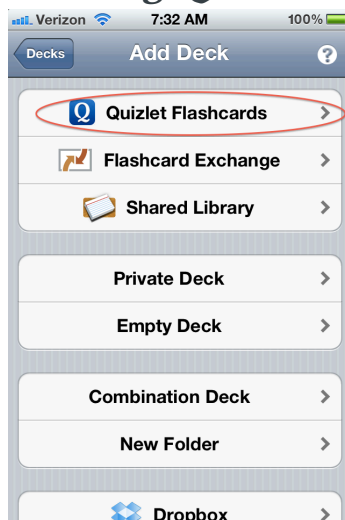 Verizon 7:32 AM 100%
Decks Add Deck ?
Quizlet Flashcards
Flashcard Exchange
Shared Library
Private Deck
Empty Deck
Combination Deck
New Folder
Dropbox